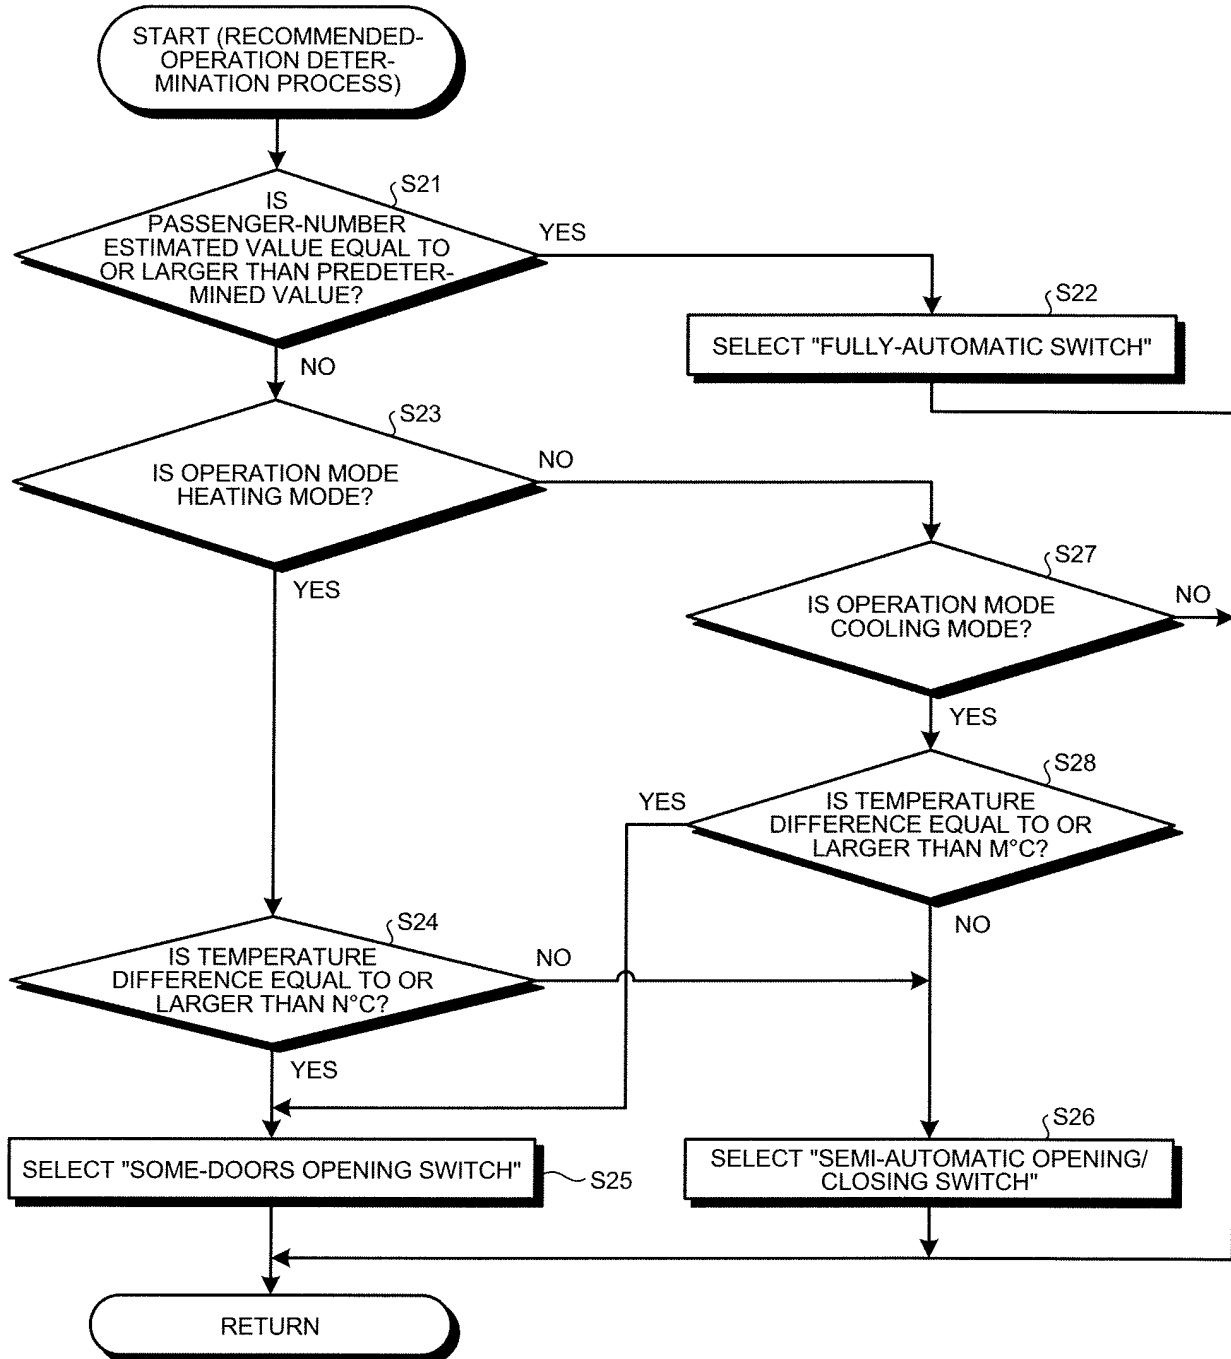 START (RECOMMENDED-
OPERATION DETER-
MINATION PROCESS)
S21
IS
PASSENGER-NUMBER
ESTIMATED VALUE EQUAL TO
OR LARGER THAN PREDETER-
MINED VALUE?
YES
NO
S22
SELECT "FULLY-AUTOMATIC SWITCH"
S23
IS OPERATION MODE
HEATING MODE?
NO
YES
S27
IS OPERATION MODE
COOLING MODE?
NO
YES
S28
IS TEMPERATURE
DIFFERENCE EQUAL TO OR
LARGER THAN M°C?
YES
NO
S24
IS TEMPERATURE
DIFFERENCE EQUAL TO OR
LARGER THAN N°C?
NO
YES
SELECT "SOME-DOORS OPENING SWITCH"
S25
S26
SELECT "SEMI-AUTOMATIC OPENING/
CLOSING SWITCH"
RETURN